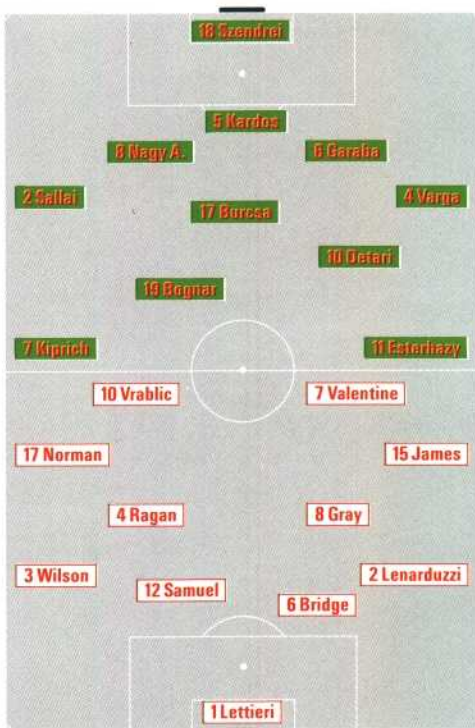 18 Szendrei
5 Kardos
8 Nagy A.
6 Garaba
2 Sallai
4 Varga
17 Burcsa
10 Detari
19 Bognar
7 Kiprich
11 Esterhazy
10 Vrablic
7 Valentine
17 Norman
15 James
4 Ragan
8 Gray
3 Wilson
2 Lenarduzzi
12 Samuel
6 Bridge
1 Lettieri